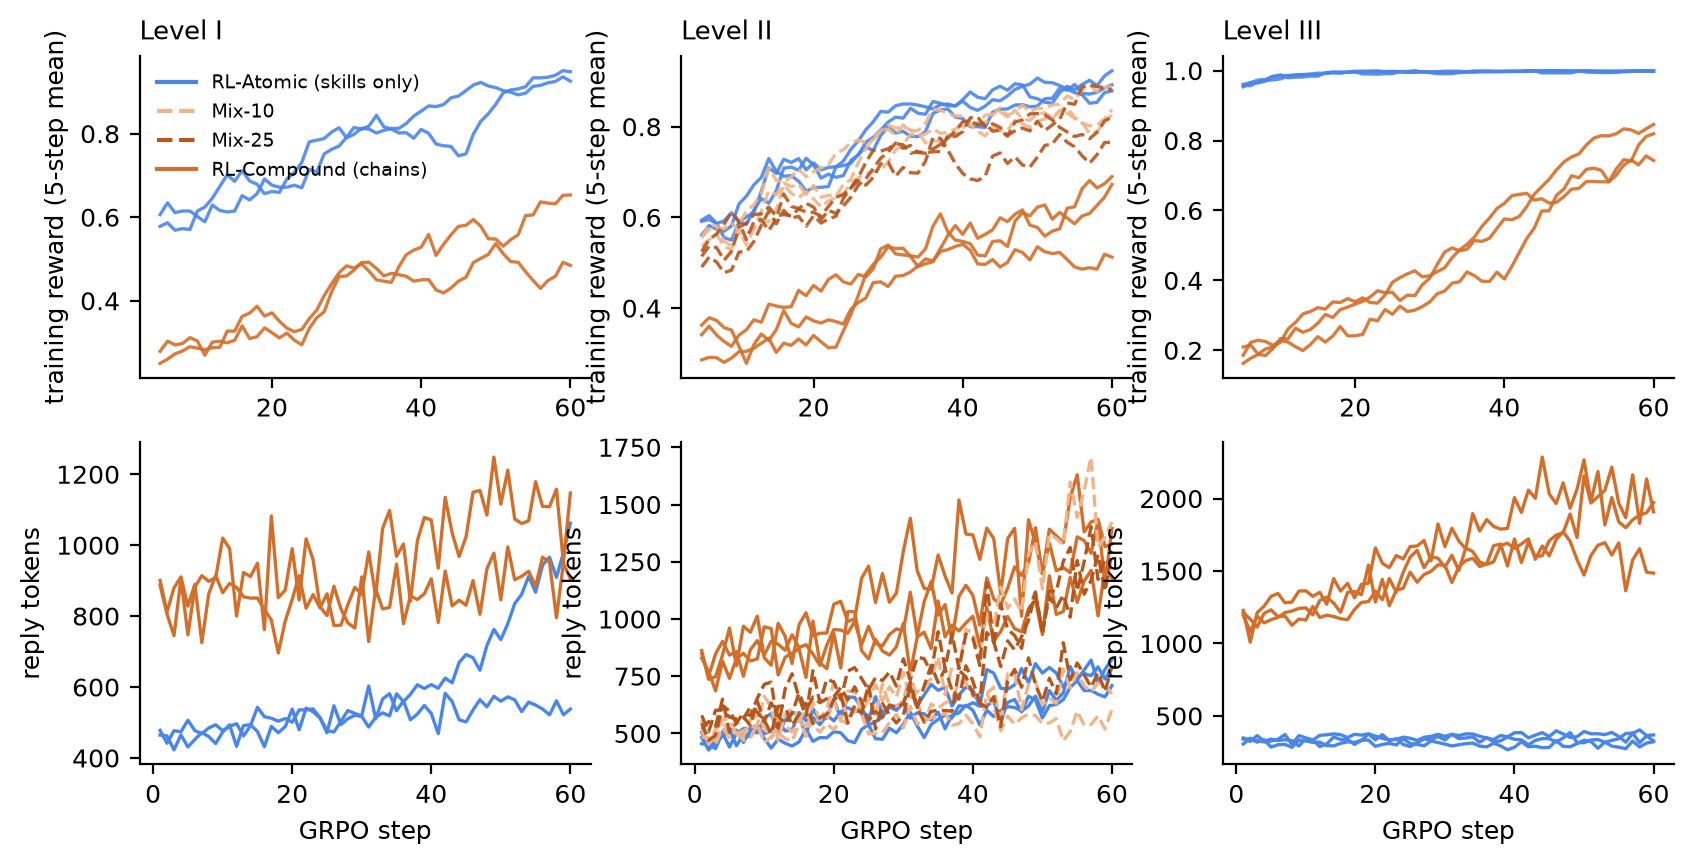 Level I
Level II
Level III
training reward (5-step mean)
0.8
0.6
0.4
RL-Atomic (skills only)
Mix-10
Mix-25
RL-Compound (chains)
20
40
60
training reward (5-step mean)
0.8
0.6
0.4
20
40
60
training reward (5-step mean)
1.0
0.8
0.6
0.4
0.2
20
40
60
reply tokens
1200
1000
800
600
400
0
20
40
60
GRPO step
reply tokens
1750
1500
1250
1000
750
500
0
20
40
60
GRPO step
reply tokens
2000
1500
1000
500
0
20
40
60
GRPO step